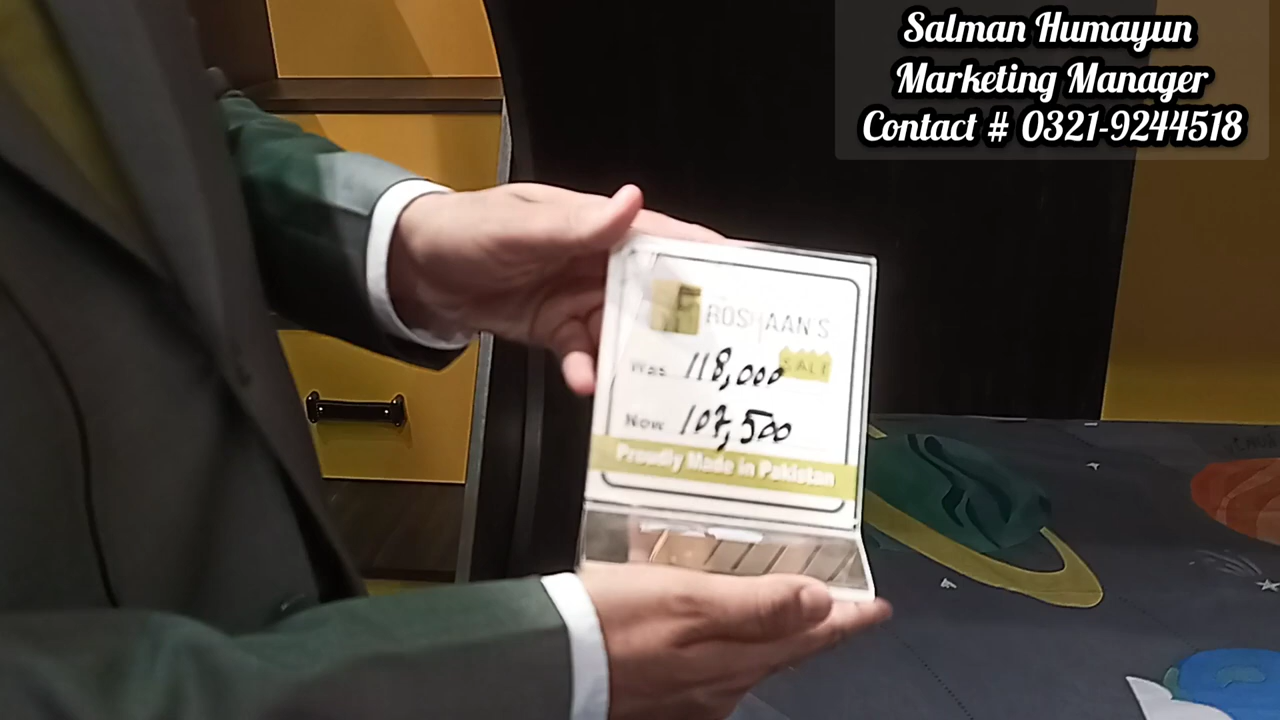 Salman Humayun
Marketing Manager
Contact # 0321-9244518
ROSHAAN'S
SALE
Was 118,000
Now 107,500
Proudly Made in Pakistan